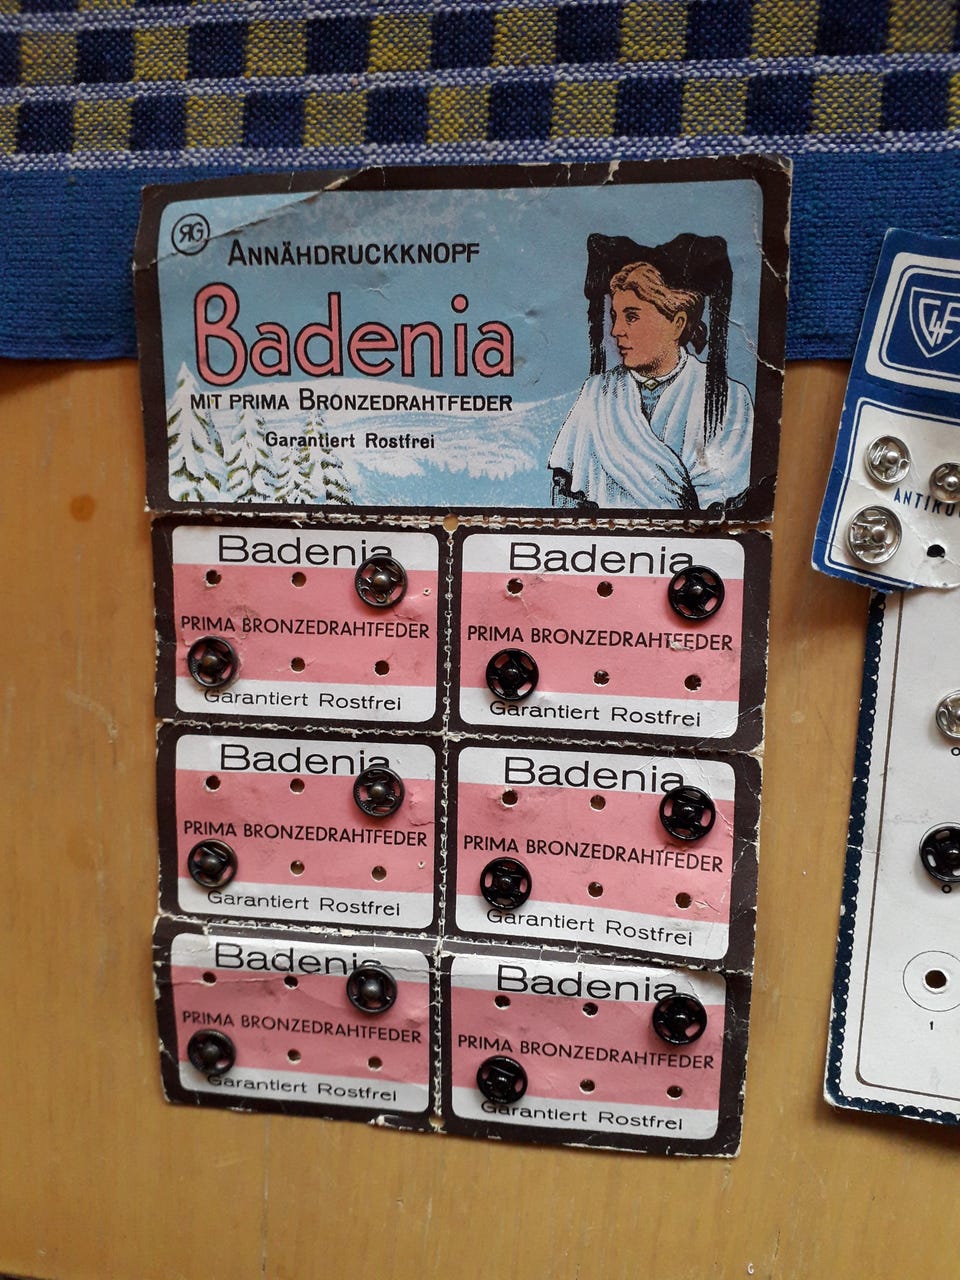 RG
ANNÄHDRUCKKNOPF
Badenia
MIT PRIMA BRONZEDRAHTFEDER
Garantiert Rostfrei
Badenia
PRIMA BRONZEDRAHTFEDER
Garantiert Rostfrei
Badenia
PRIMA BRONZEDRAHTFEDER
Garantiert Rostfrei
Badenia
PRIMA BRONZEDRAHTFEDER
Garantiert Rostfrei
Badenia
PRIMA BRONZEDRAHTFEDER
Garantiert Rostfrei
Badenia
PRIMA BRONZEDRAHTFEDER
Garantiert Rostfrei
Badenia
PRIMA BRONZEDRAHTFEDER
Garantiert Rostfrei
1